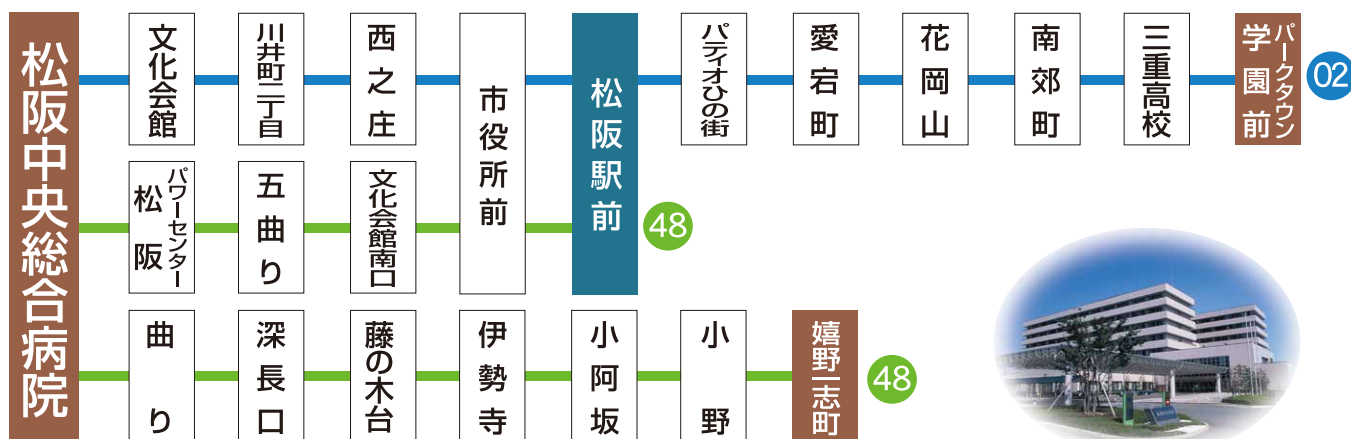 松阪中央総合病院
文化会館
川井町二丁目
西之庄
市役所前
松阪駅前
パティオひの街
愛宕町
花岡山
南郊町
三重高校
パークタウン
学園前
02
パワーセンター
松阪
五曲り
文化会館南口
48
曲り
深長口
藤の木台
伊勢寺
小阿坂
小野
嬉野一志町
48